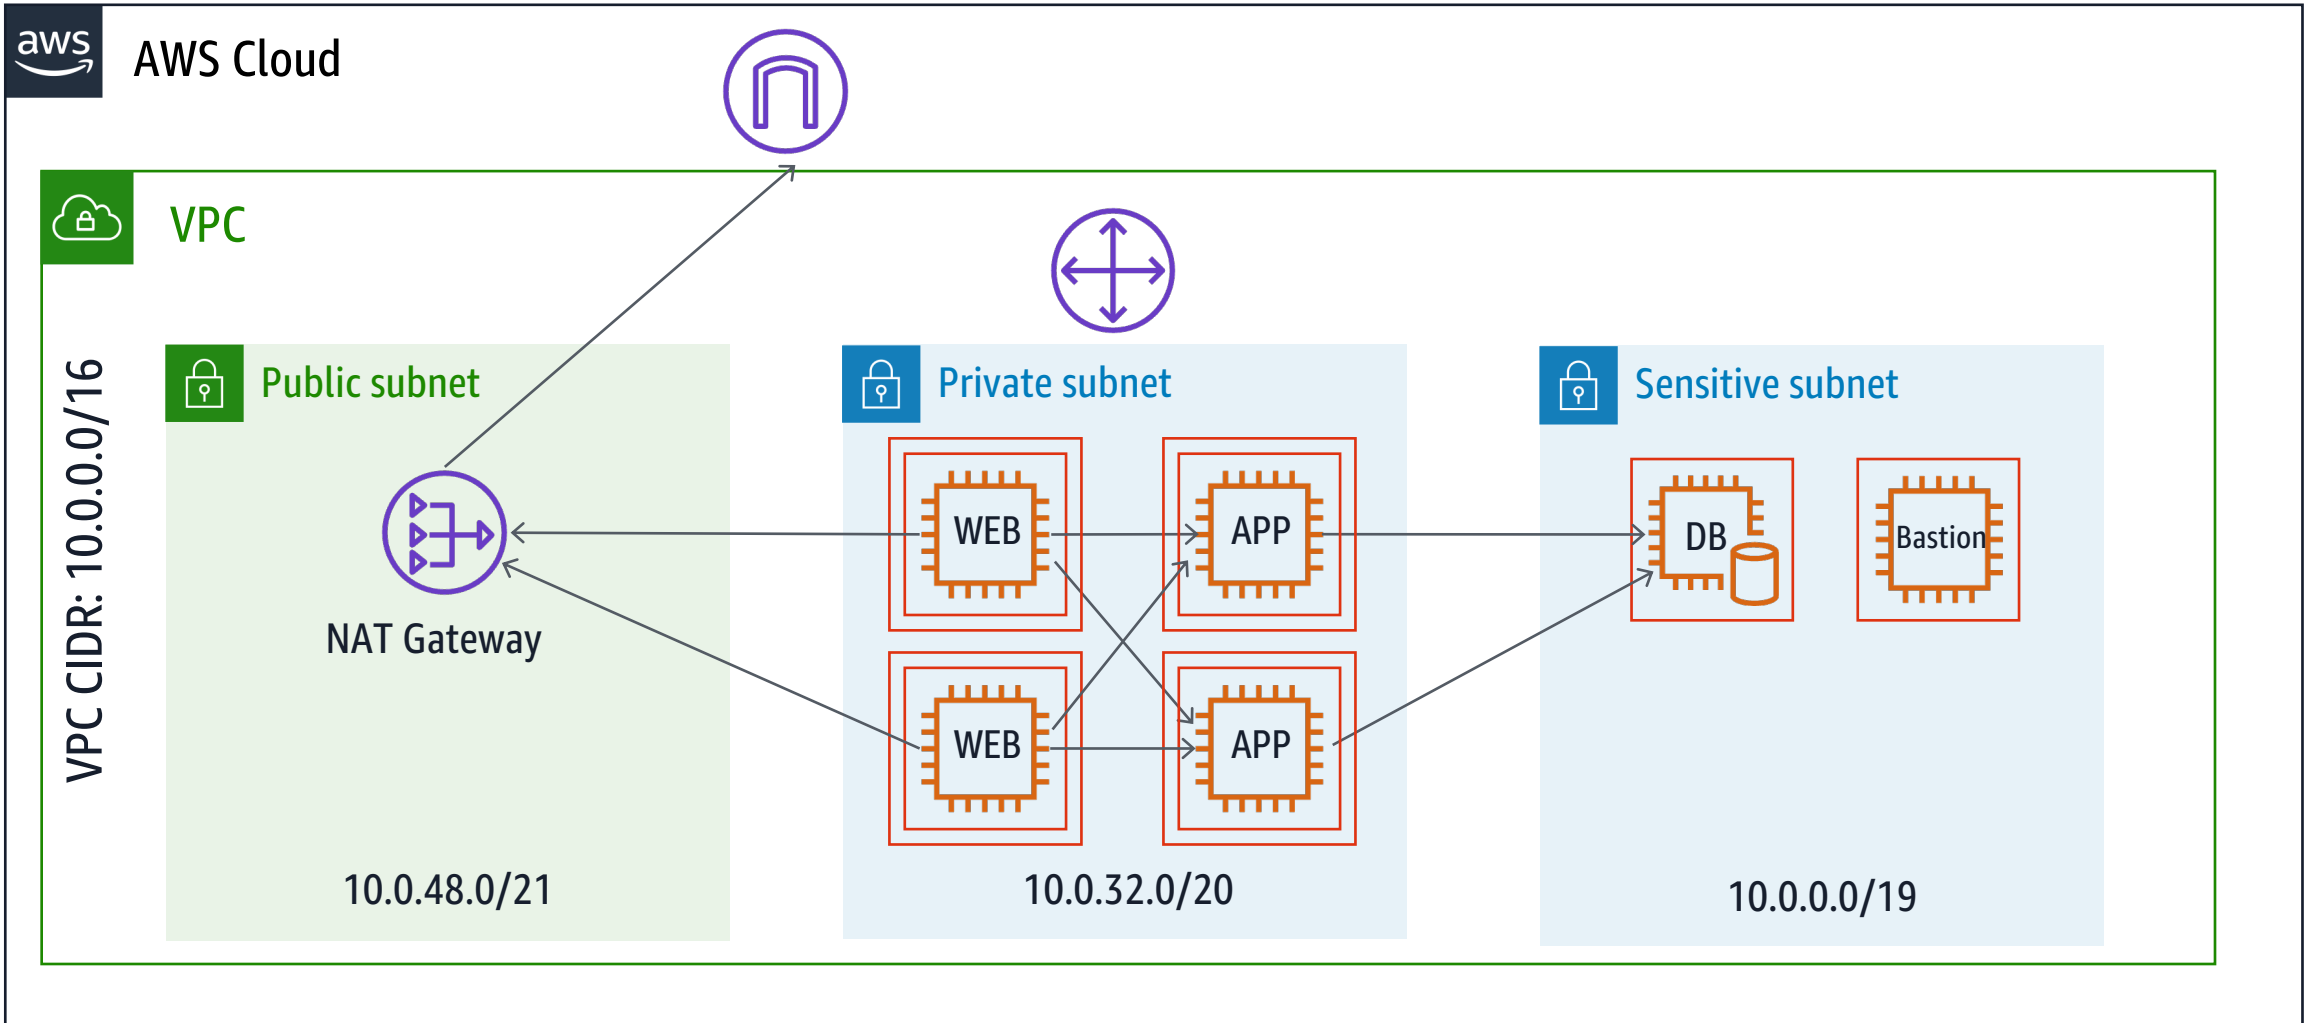 aws
AWS Cloud
VPC
VPC CIDR: 10.0.0.0/16
Public subnet
NAT Gateway
10.0.48.0/21
Private subnet
WEB
APP
WEB
APP
10.0.32.0/20
Sensitive subnet
DB
Bastion
10.0.0.0/19